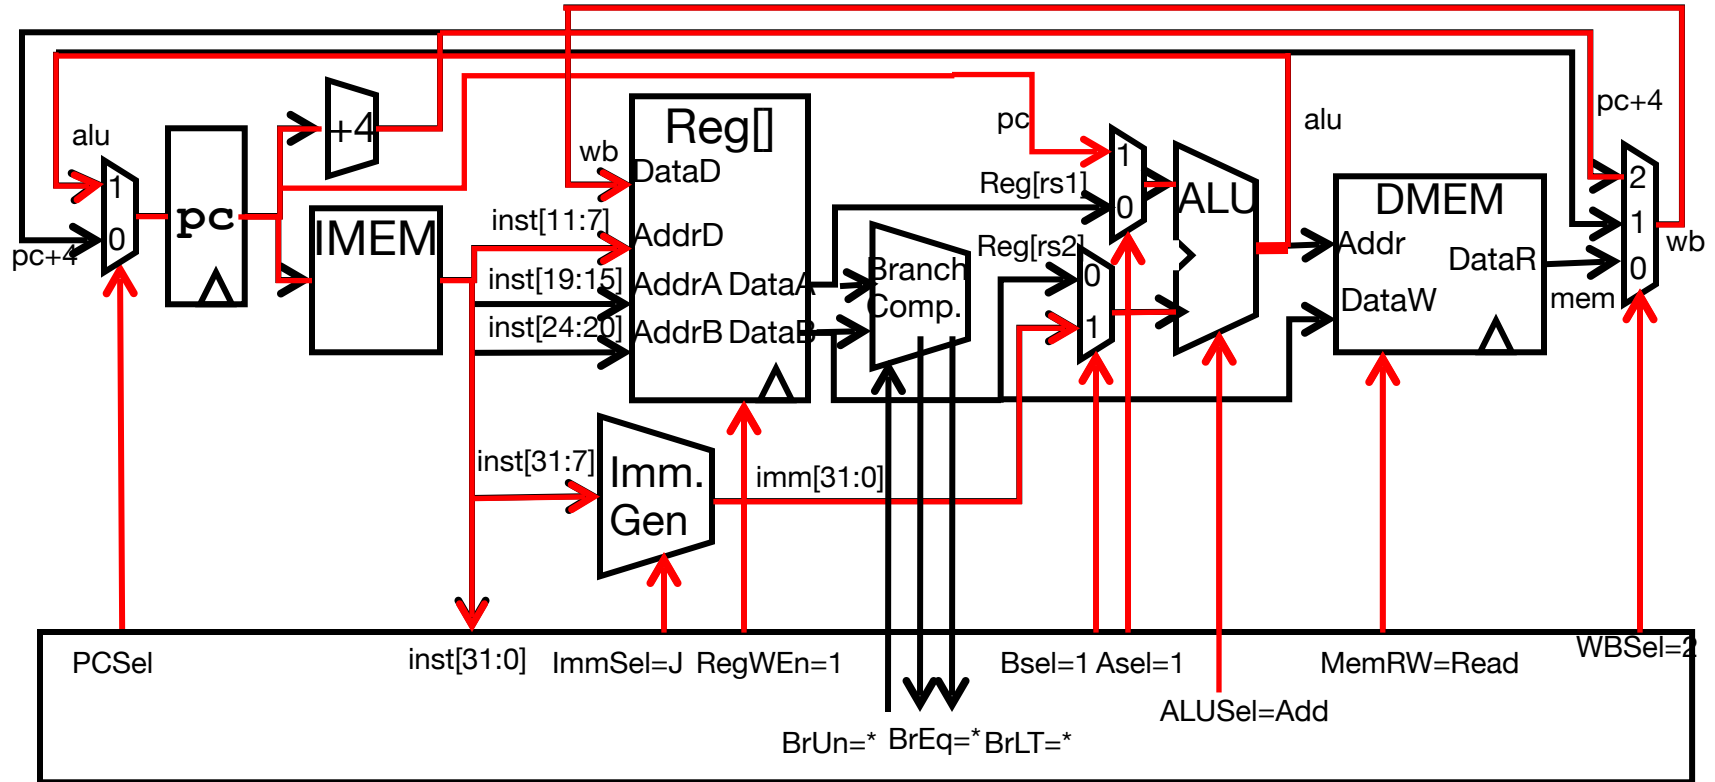 pc+4
alu
1
0
pc+4
pc
+4
IMEM
wb
Reg[]
DataD
inst[11:7]
AddrD
inst[19:15]
AddrA DataA
inst[24:20]
AddrB DataB
Branch
Comp.
pc
Reg[rs1]
1
0
Reg[rs2]
0
1
ALU
alu
DMEM
Addr
DataR
DataW
mem
2
1
0
wb
inst[31:7]
Imm.
Gen
imm[31:0]
PCSel
inst[31:0]
ImmSel=J
RegWEn=1
Bsel=1
Asel=1
MemRW=Read
WBSel=2
ALUSel=Add
BrUn=*
BrEq=*
BrLT=*